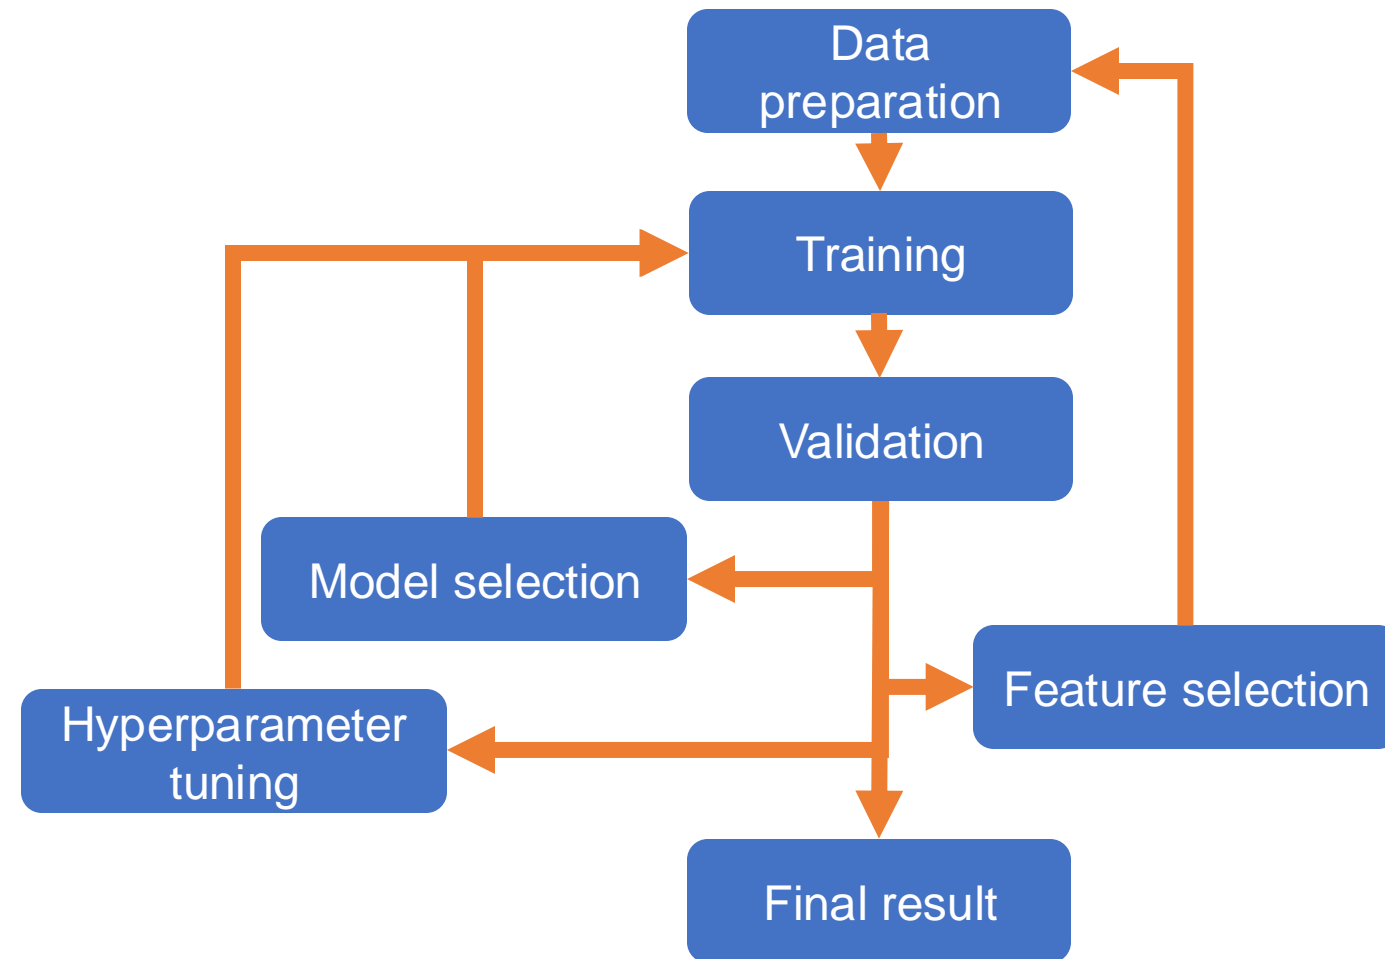 Data
preparation
Training
Validation
Model selection
Feature selection
Hyperparameter
tuning
Final result